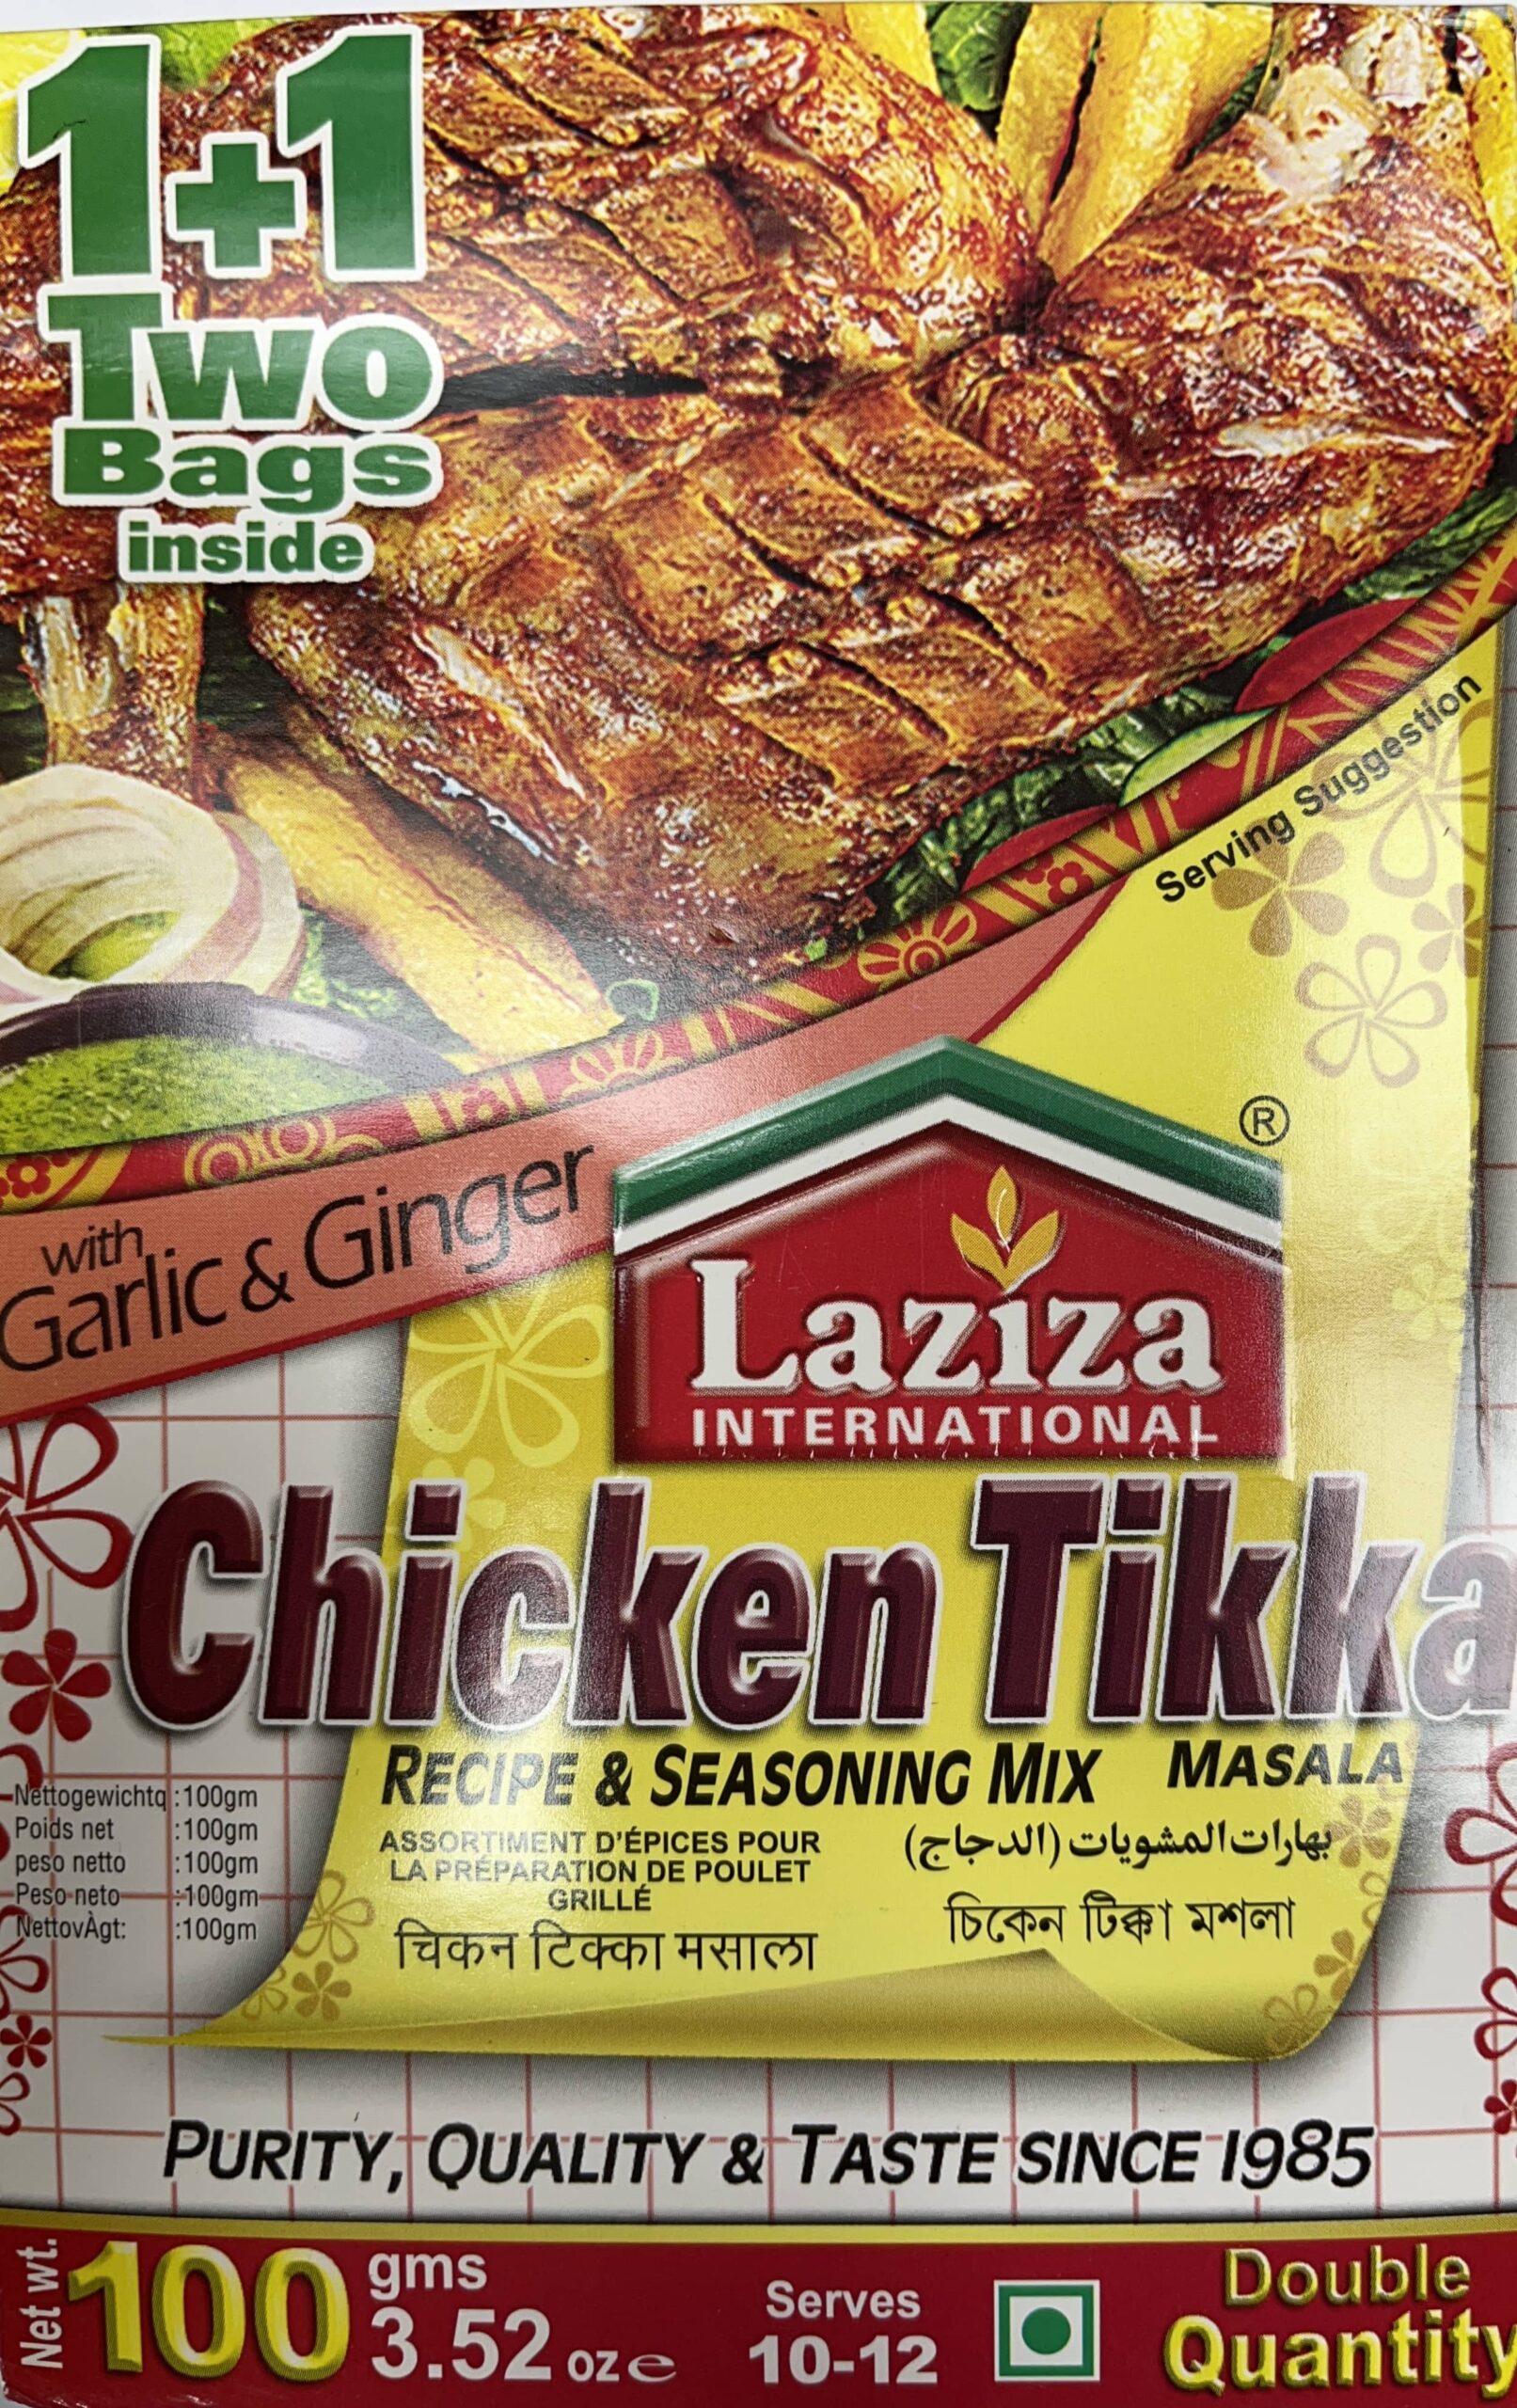 1+1
Two
Bags
inside
Serving Suggestion
with
Garlic & Ginger
®
Laziza
INTERNATIONAL
Chicken Tikka
RECIPE & SEASONING MIX MASALA
Nettogewichtq :100gm
Poids net :100gm
peso netto :100gm
Peso neto :100gm
NettovÀgt: :100gm
ASSORTIMENT D'ÉPICES POUR
LA PRÉPARATION DE POULET
GRILLÉ
चिकन टिक्का मसाला
بهارات المشويات (الدجاج)
চিকেন টিক্কা মশলা
PURITY, QUALITY & TASTE SINCE 1985
Net wt. 100 gms
3.52 oz e
Serves
10-12
Double
Quantity